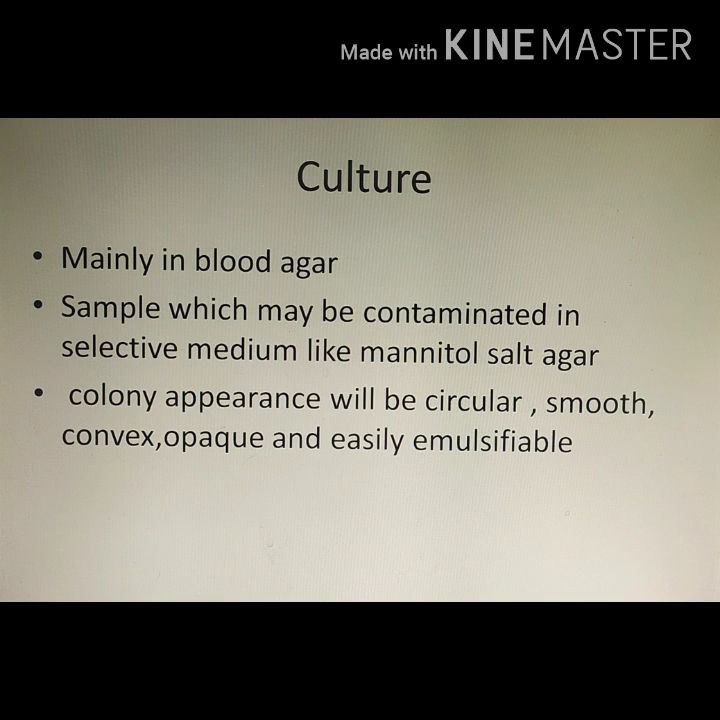 Made with KINEMASTER
Culture
• Mainly in blood agar
• Sample which may be contaminated in
selective medium like mannitol salt agar
• colony appearance will be circular , smooth,
convex,opaque and easily emulsifiable